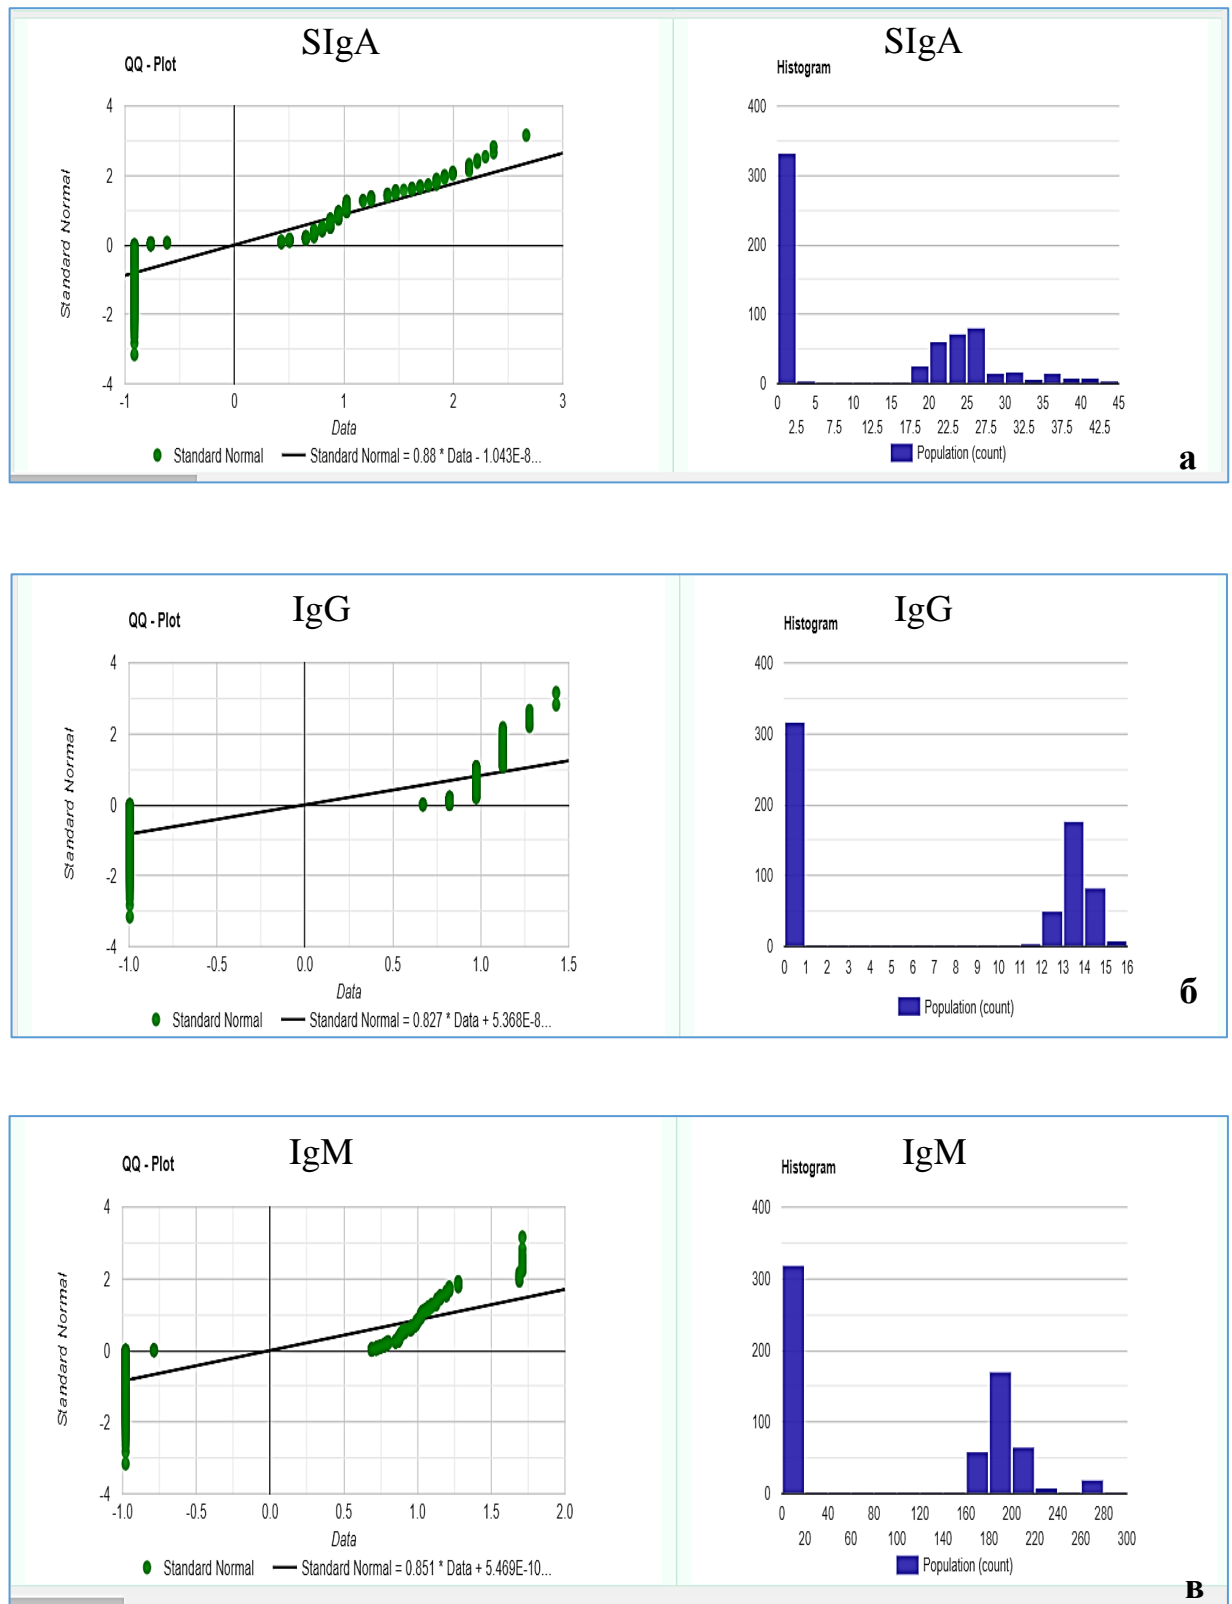 SIgA
QQ - Plot
4
2
0
-2
-4
Standard Normal
-1 0 1 2 3
Data
Standard Normal Standard Normal = 0.88 * Data - 1.043E-8...
SIgA
Histogram
400
300
200
100
0
0 5 10 15 20 25 30 35 40 45
2.5 7.5 12.5 17.5 22.5 27.5 32.5 37.5 42.5
Population (count)
а
IgG
QQ - Plot
4
2
0
-2
-4
Standard Normal
-1.0 -0.5 0.0 0.5 1.0 1.5
Data
Standard Normal Standard Normal = 0.827 * Data + 5.368E-8...
IgG
Histogram
400
300
200
100
0
0 1 2 3 4 5 6 7 8 9 10 11 12 13 14 15 16
Population (count)
б
IgM
QQ - Plot
4
2
0
-2
-4
Standard Normal
-1.0 -0.5 0.0 0.5 1.0 1.5 2.0
Data
Standard Normal Standard Normal = 0.851 * Data + 5.469E-10...
IgM
Histogram
400
300
200
100
0
0 40 80 120 160 200 240 280
20 60 100 140 180 220 260 300
Population (count)
в